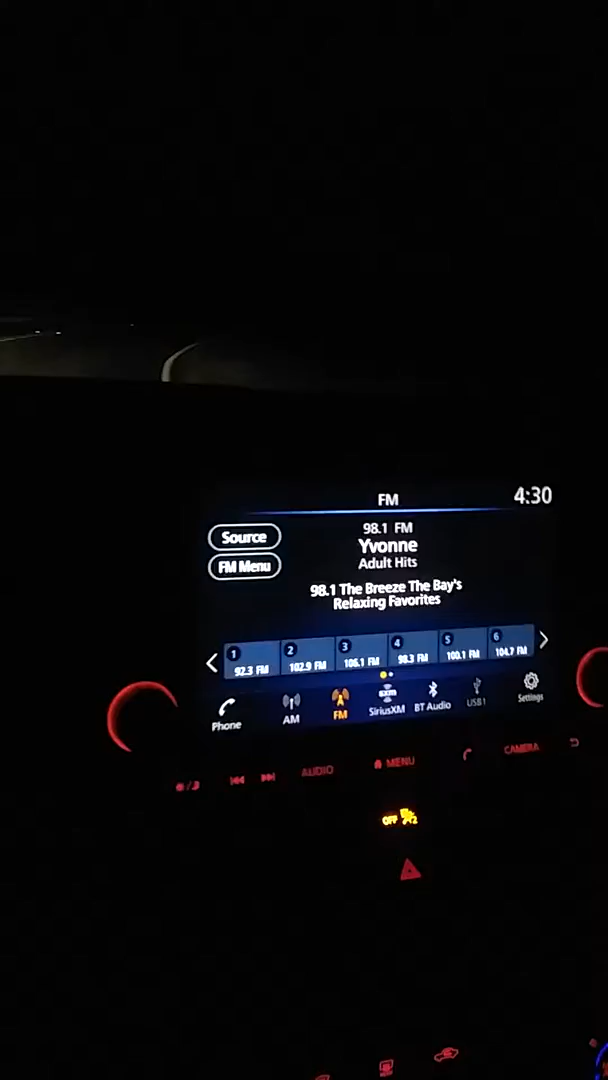 FM
4:30
Source
FM Menu
98.1 FM
Yvonne
Adult Hits
98.1 The Breeze The Bay's
Relaxing Favorites
1 2 3 4 5 6
92.3 FM 102.9 FM 106.1 FM 98.3 FM 100.1 FM 104.7 FM
Phone AM FM SiriusXM BT Audio USB1 Settings
AUDIO MENU CAMERA
OFF